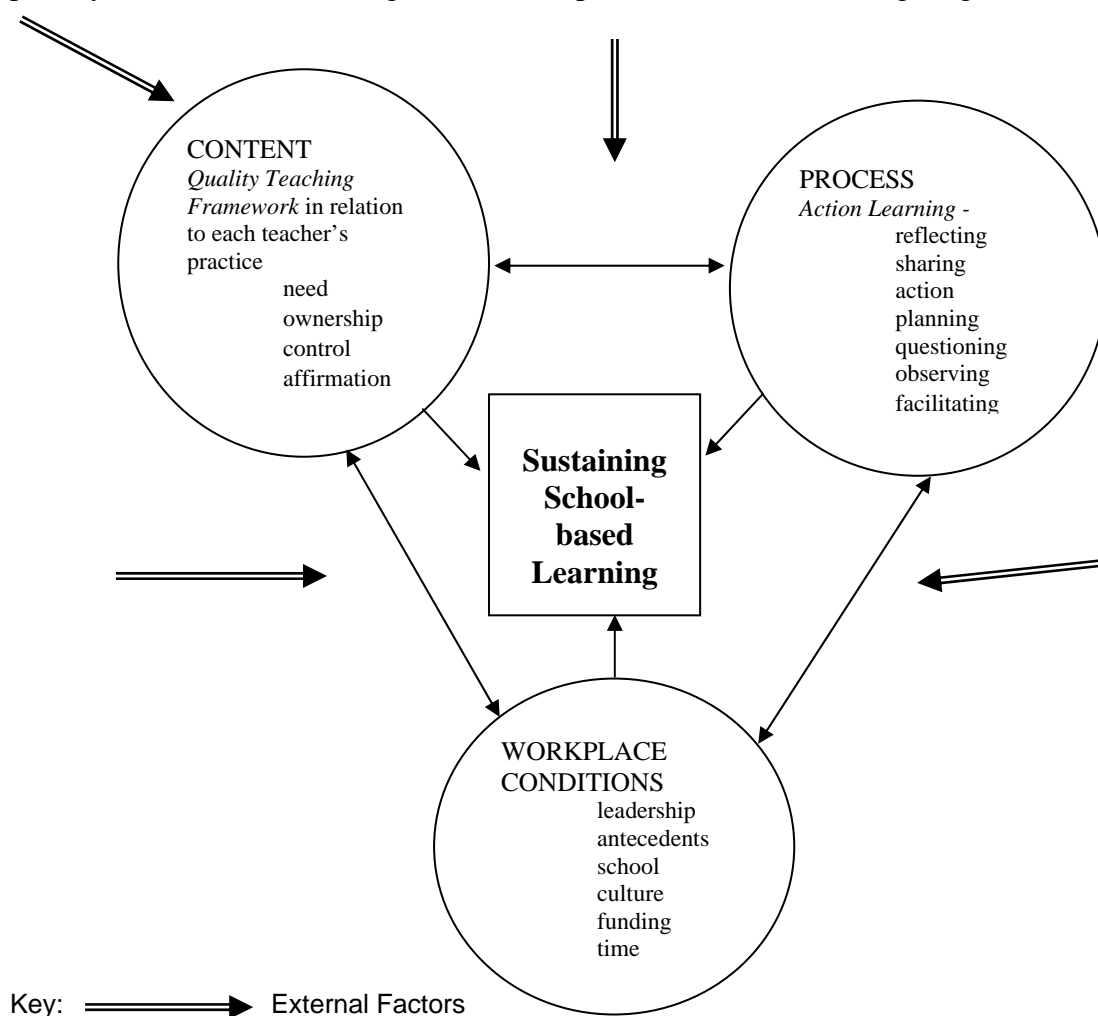 CONTENT
Quality Teaching
Framework in relation
to each teacher’s
practice
need
ownership
control
affirmation
PROCESS
Action Learning -
reflecting
sharing
action
planning
questioning
observing
facilitating
Sustaining
School-
based
Learning
WORKPLACE
CONDITIONS
leadership
antecedents
school
culture
funding
time
Key: External Factors